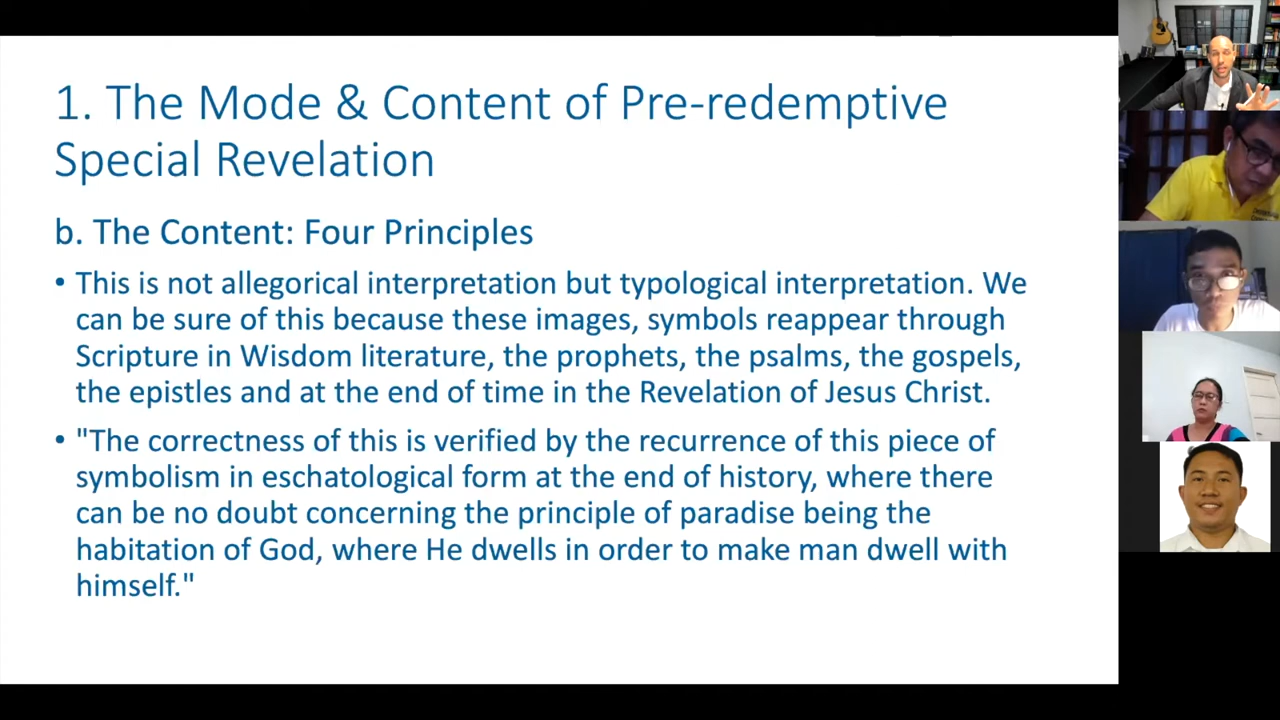 1. The Mode & Content of Pre-redemptive
Special Revelation
b. The Content: Four Principles
• This is not allegorical interpretation but typological interpretation. We
can be sure of this because these images, symbols reappear through
Scripture in Wisdom literature, the prophets, the psalms, the gospels,
the epistles and at the end of time in the Revelation of Jesus Christ.
• "The correctness of this is verified by the recurrence of this piece of
symbolism in eschatological form at the end of history, where there
can be no doubt concerning the principle of paradise being the
habitation of God, where He dwells in order to make man dwell with
himself."